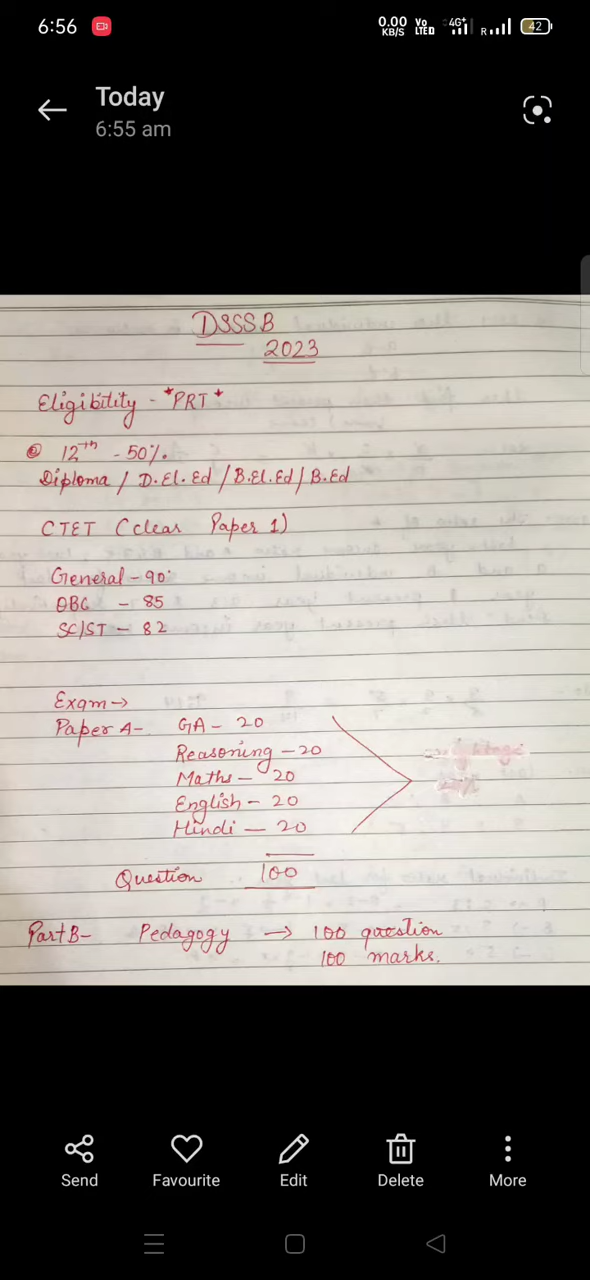 6:56
0.00 KB/S
Vo LTE
4G+
R
42
Today
6:55 am
DSSSB
2023
Eligibility - *PRT*
12th - 50%.
Diploma / D.El.Ed / B.El.Ed / B.Ed
CTET (clear Paper 1)
General - 90
OBC - 85
SC/ST - 82
Exam →
Paper A- GA - 20
Reasoning - 20
Maths - 20
English - 20
Hindi - 20
Question 100
Part B- Pedagogy → 100 question
100 marks.
Send
Favourite
Edit
Delete
More